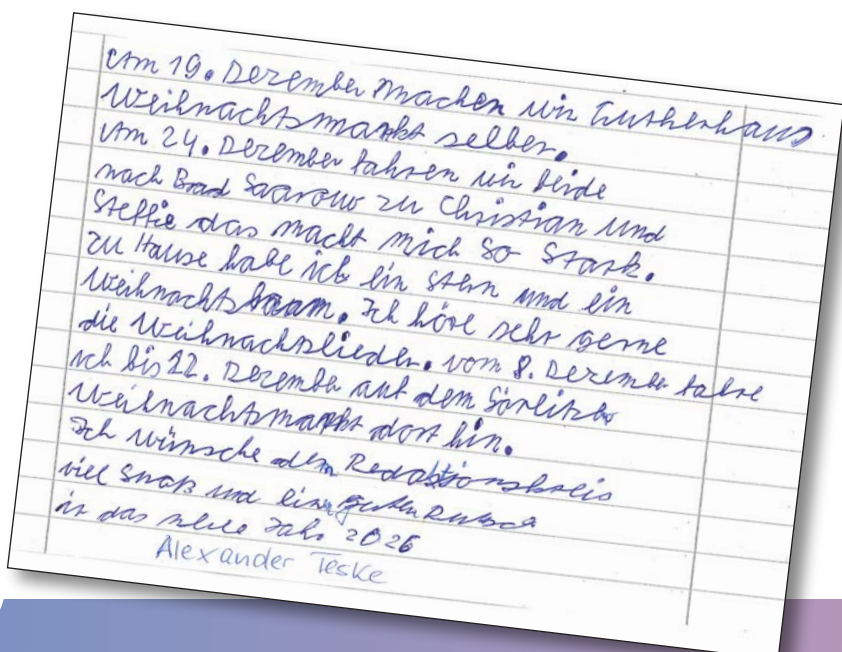 Am 19. Dezember machen wir Lutherhaus
Weihnachtsmarkt selber.
Am 24. Dezember fahren wir beide
nach Bad Saarow zu Christian und
Steffie das macht mich so stark.
zu Hause habe ich ein Stern und ein
Weihnachtsbaum. Ich höre sehr gerne
die Weihnachtslieder. vom 8. Dezember fahre
ich bis 12. Dezember auf dem Görlitzer
Weihnachtsmarkt dort hin.
Ich wünsche dem Redaktionskreis
viel Spaß und einen guten Rutsch
in das neue Jahr 2026
Alexander Teske